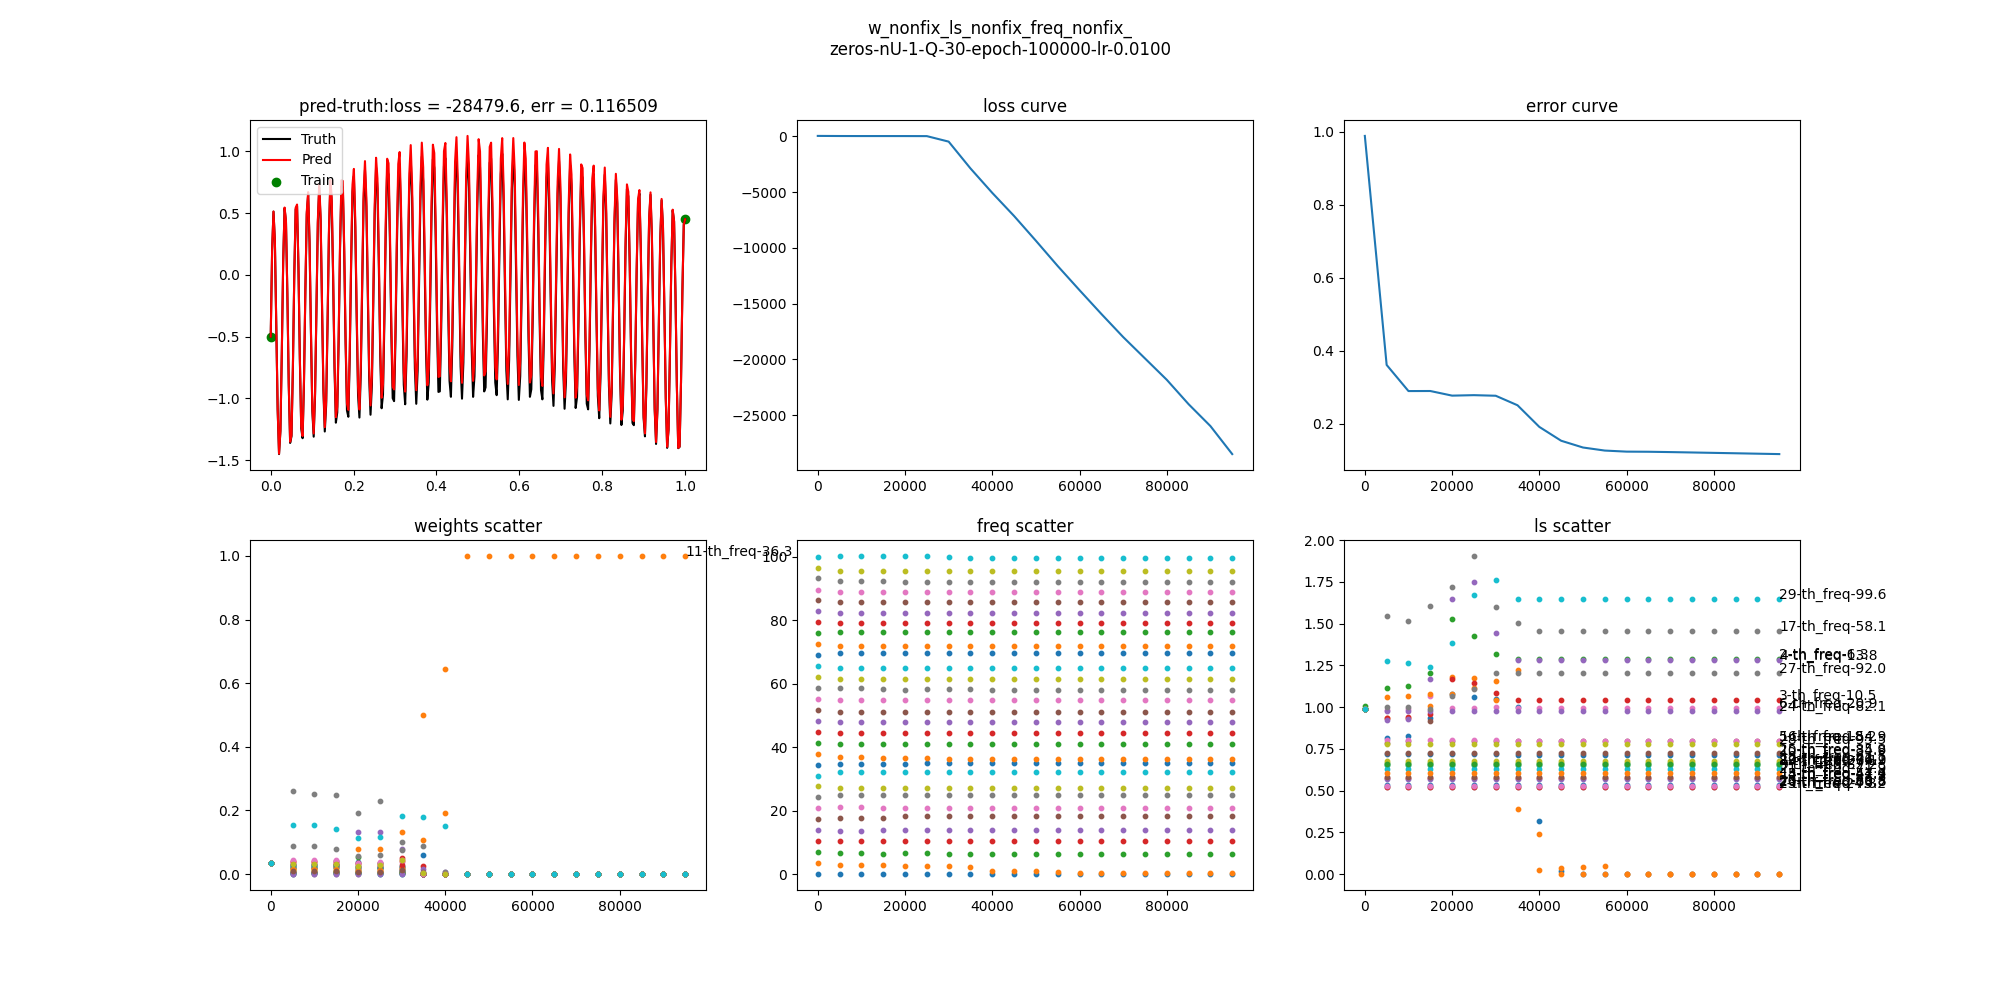 w_nonfix_ls_nonfix_freq_nonfix_
zeros-nU-1-Q-30-epoch-100000-lr-0.0100
pred-truth:loss = -28479.6, err = 0.116509
Truth
Pred
Train
1.0
0.5
0.0
−0.5
−1.0
−1.5
0.0 0.2 0.4 0.6 0.8 1.0
loss curve
0
−5000
−10000
−15000
−20000
−25000
0 20000 40000 60000 80000
error curve
1.0
0.8
0.6
0.4
0.2
0 20000 40000 60000 80000
weights scatter
11-th_freq-36.3
1.0
0.8
0.6
0.4
0.2
0.0
0 20000 40000 60000 80000
freq scatter
100
80
60
40
20
0
0 20000 40000 60000 80000
ls scatter
2.00
1.75
1.50
1.25
1.00
0.75
0.50
0.25
0.00
0 20000 40000 60000 80000
29-th_freq-99.6
17-th_freq-58.1
27-th_freq-92.0
3-th_freq-10.5